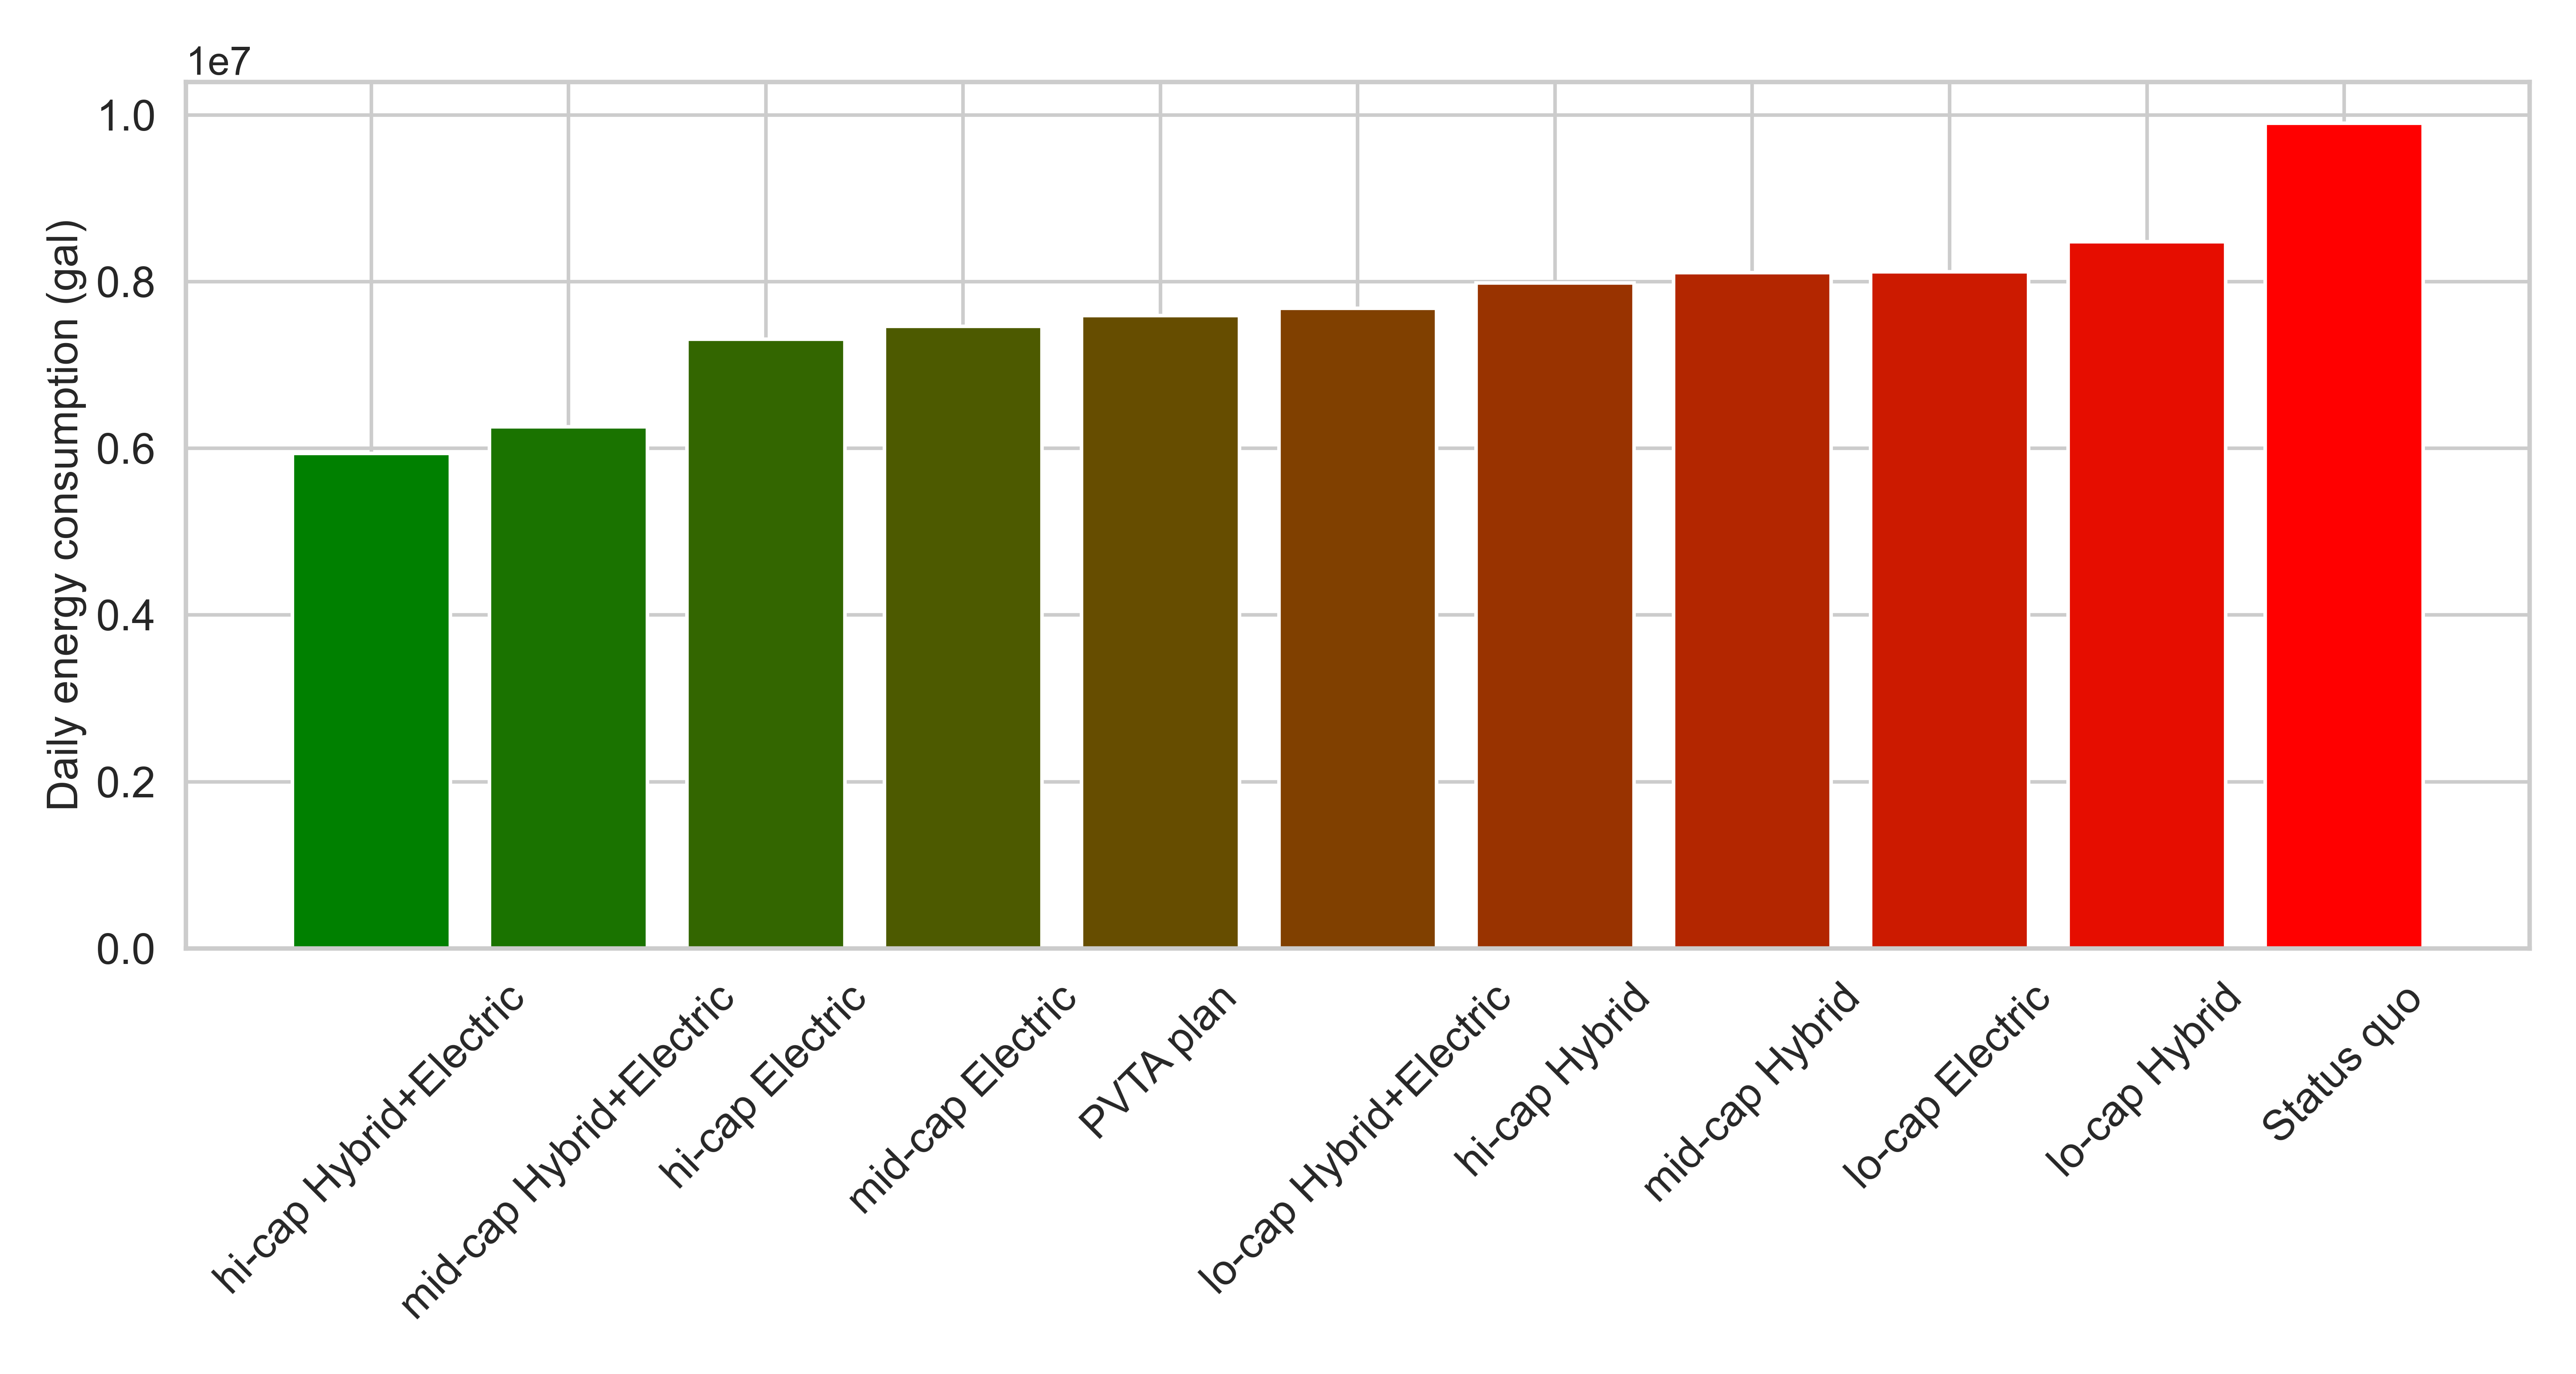 1e7
1.0
0.8
0.6
0.4
0.2
0.0
Daily energy consumption (gal)
hi-cap Hybrid+Electric
mid-cap Hybrid+Electric
hi-cap Electric
mid-cap Electric
PVTA plan
lo-cap Hybrid+Electric
hi-cap Hybrid
mid-cap Hybrid
lo-cap Electric
lo-cap Hybrid
Status quo